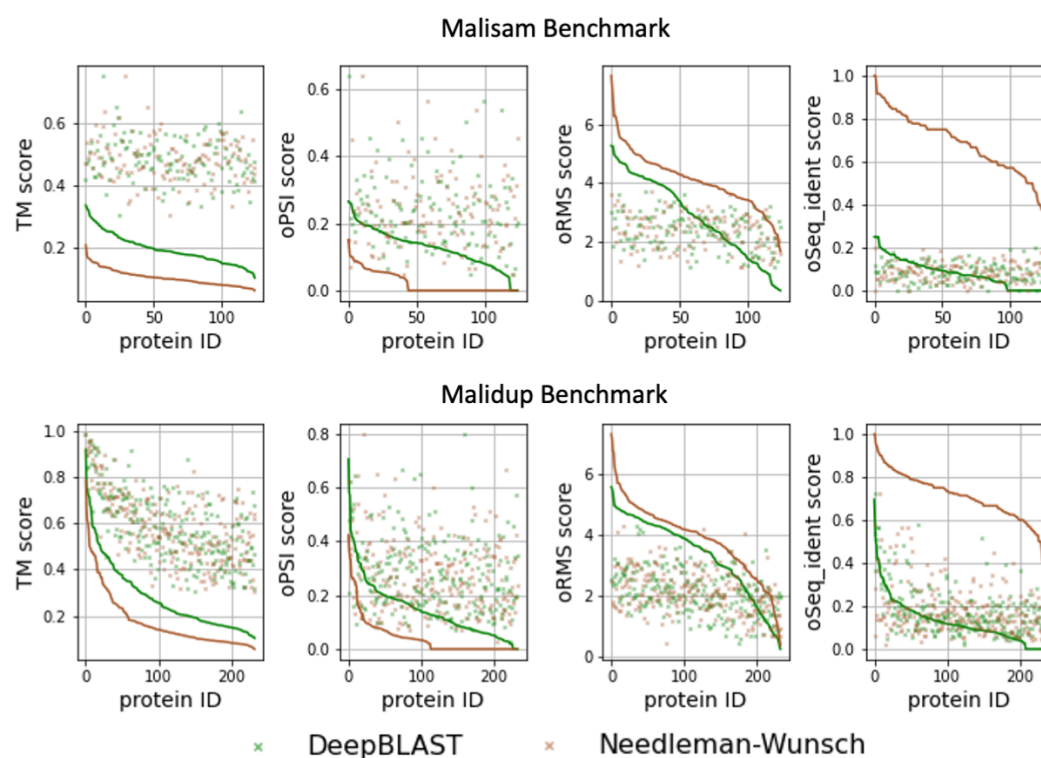 Malisam Benchmark
TM score
0.6
0.4
0.2
0 50 100
protein ID
oPSI score
0.6
0.4
0.2
0.0
0 50 100
protein ID
oRMS score
6
4
2
0
0 50 100
protein ID
oSeq_ident score
1.0
0.8
0.6
0.4
0.2
0.0
0 100
protein ID
Malidup Benchmark
TM score
1.0
0.8
0.6
0.4
0.2
0 100 200
protein ID
oPSI score
0.8
0.6
0.4
0.2
0.0
0 100 200
protein ID
oRMS score
6
4
2
0
0 100 200
protein ID
oSeq_ident score
1.0
0.8
0.6
0.4
0.2
0.0
0 100 200
protein ID
DeepBLAST Needleman-Wunsch